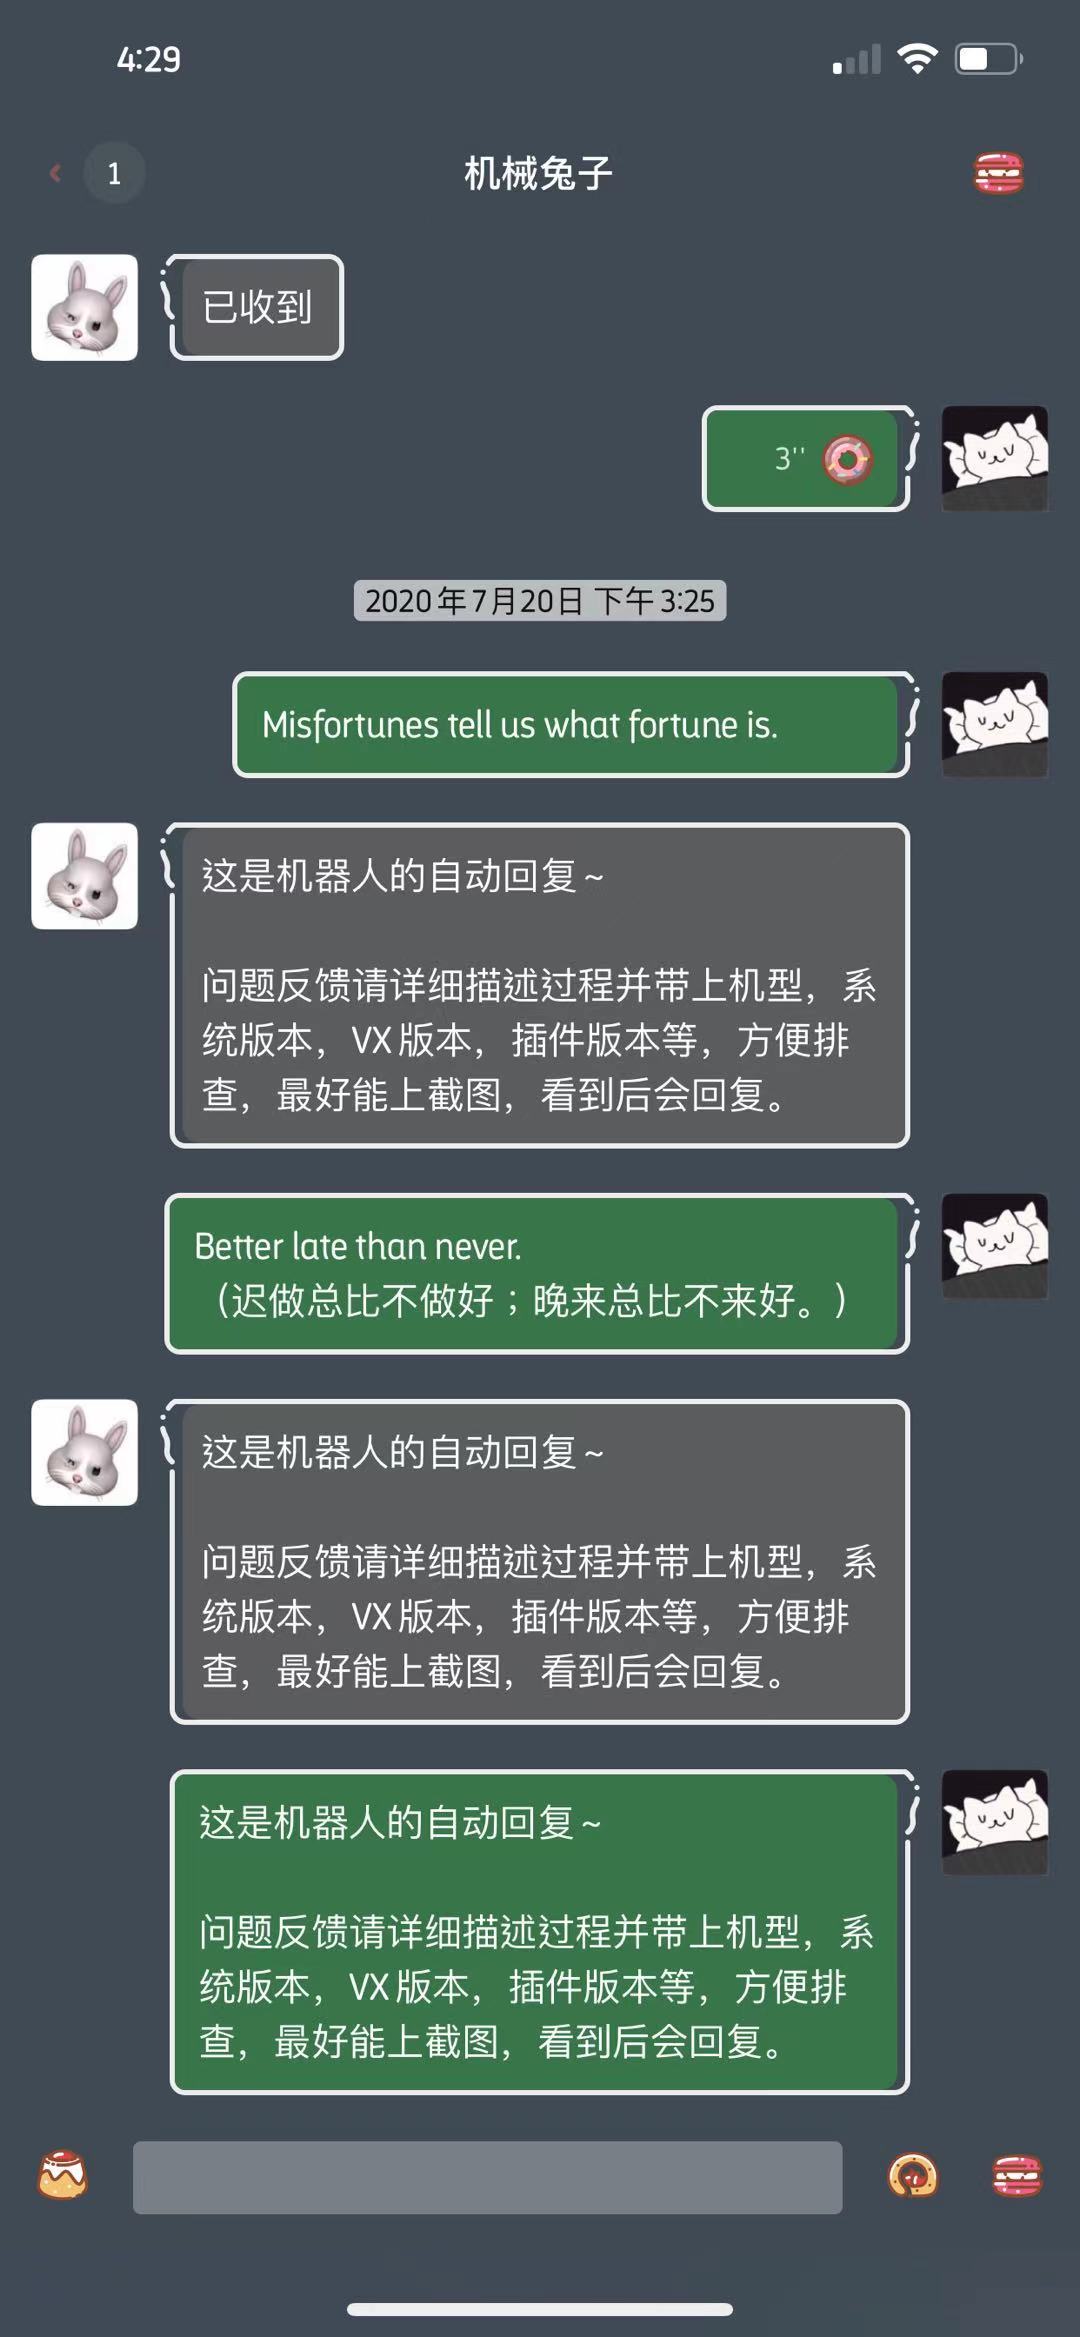 4:29
1
机械兔子
已收到
3''
2020年7月20日 下午3:25
Misfortunes tell us what fortune is.
这是机器人的自动回复~
问题反馈请详细描述过程并带上机型，系
统版本，VX版本，插件版本等，方便排
查，最好能上截图，看到后会回复。
Better late than never.
（迟做总比不做好；晚来总比不来好。）
这是机器人的自动回复~
问题反馈请详细描述过程并带上机型，系
统版本，VX版本，插件版本等，方便排
查，最好能上截图，看到后会回复。
这是机器人的自动回复~
问题反馈请详细描述过程并带上机型，系
统版本，VX版本，插件版本等，方便排
查，最好能上截图，看到后会回复。